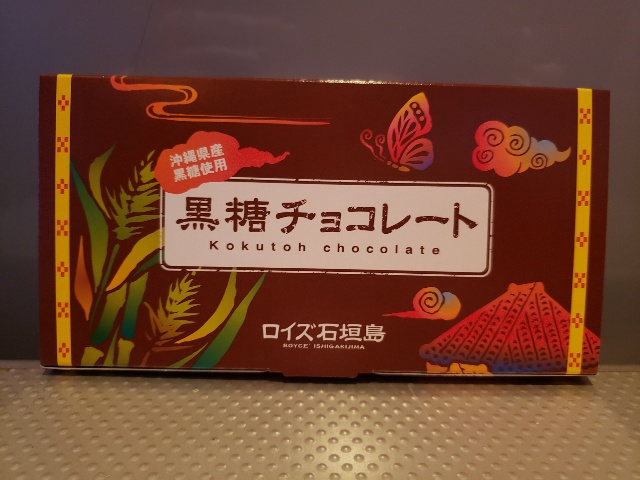 沖縄県産
黒糖使用
黒糖チョコレート
Kokutoh chocolate
ロイズ石垣島
ROYCE' ISHIGAKIJIMA